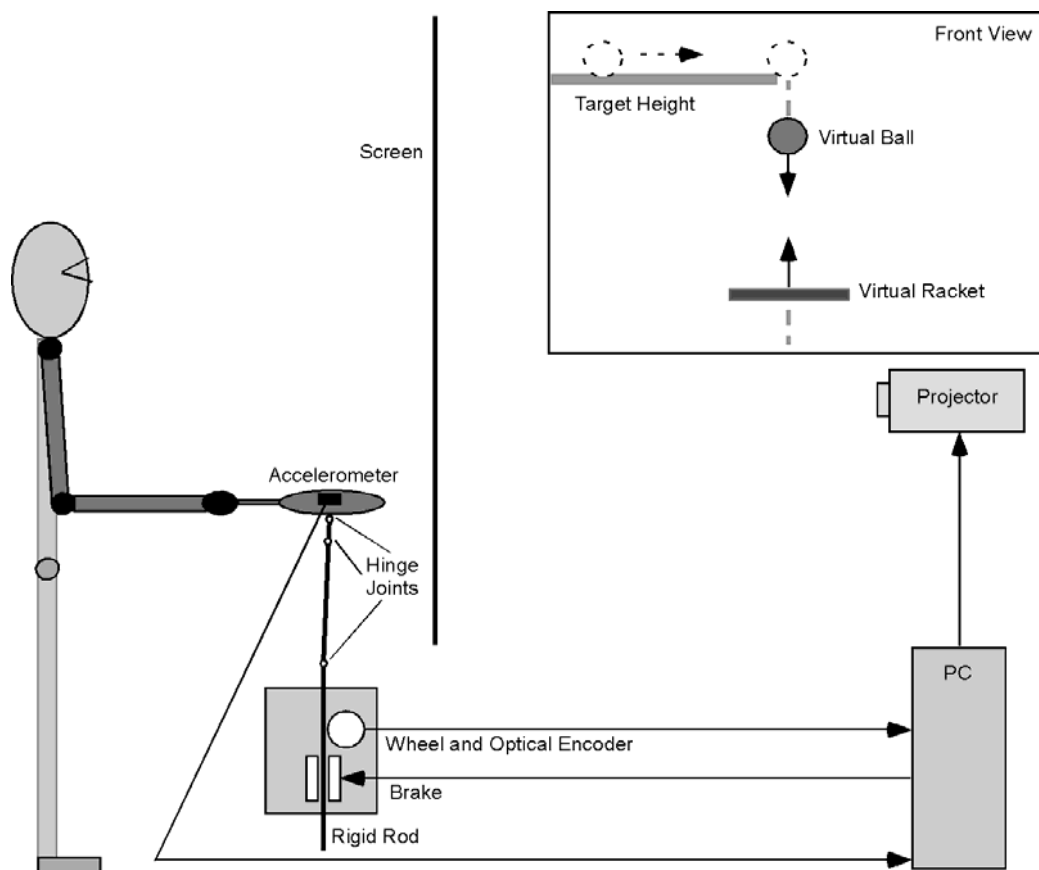 Front View
Target Height
Virtual Ball
Screen
Virtual Racket
Projector
Accelerometer
Hinge
Joints
PC
Wheel and Optical Encoder
Brake
Rigid Rod